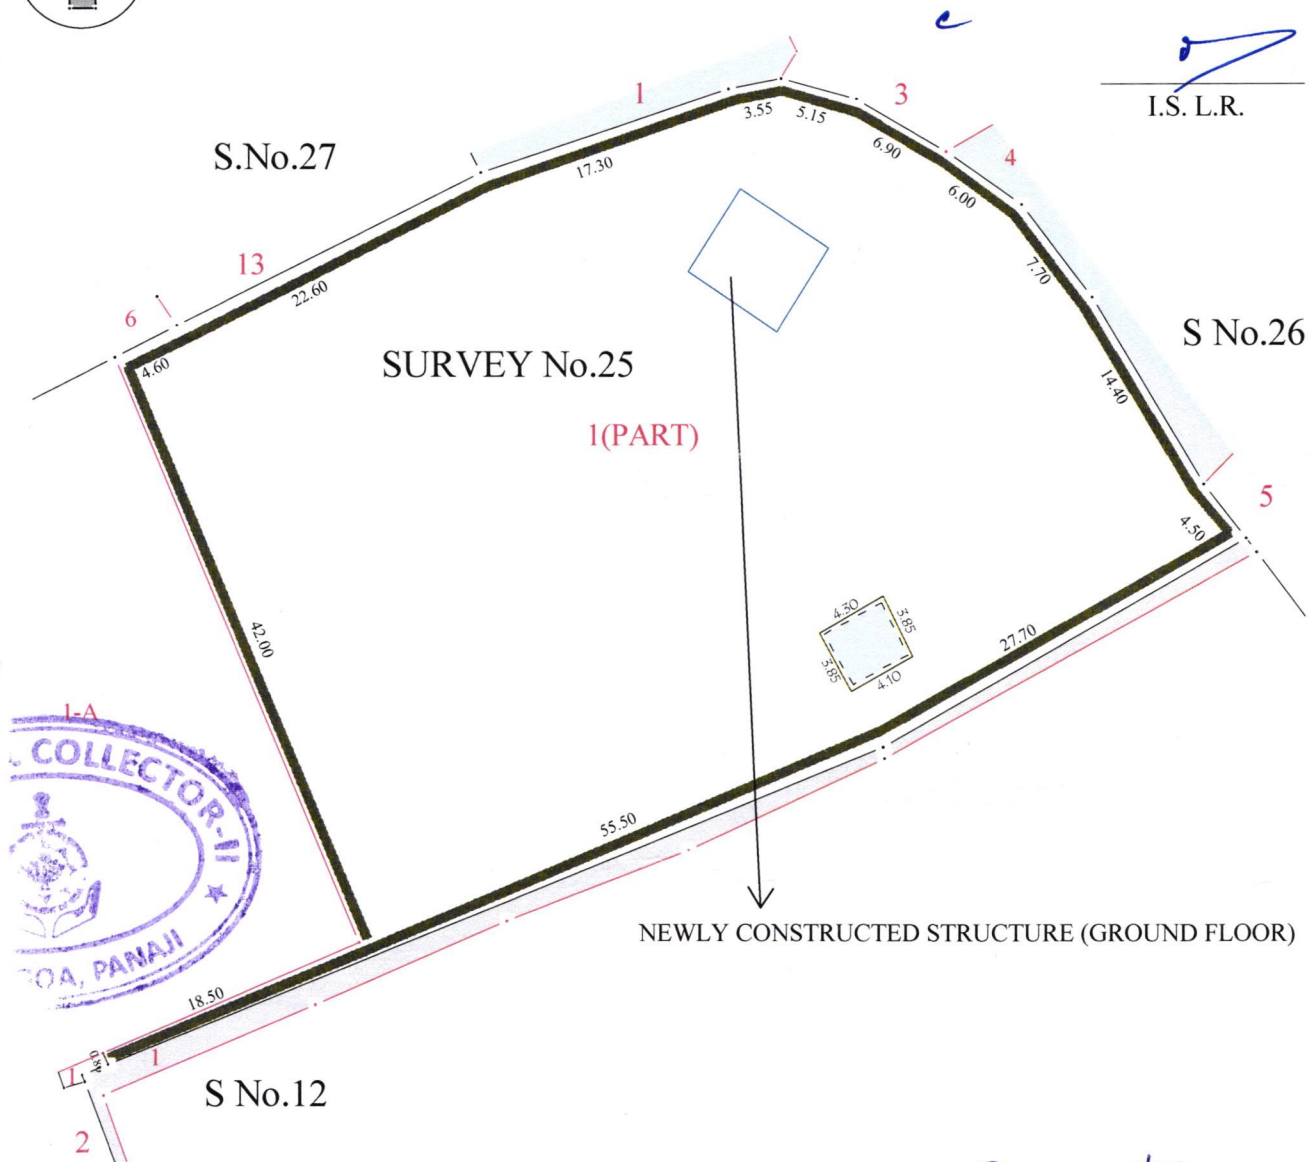 I.S. L.R.
1
3
3.55
5.15
S.No.27
17.30
6.90
4
6.00
13
22.60
7.70
6
S No.26
4.60
SURVEY No.25
14.40
1(PART)
5
4.50
4.30
3.85
42.00
27.70
3.85
4.10
1-A
COLLECTOR-II
55.50
NEWLY CONSTRUCTED STRUCTURE (GROUND FLOOR)
GOA, PANAJI
18.50
1
1
S No.12
2